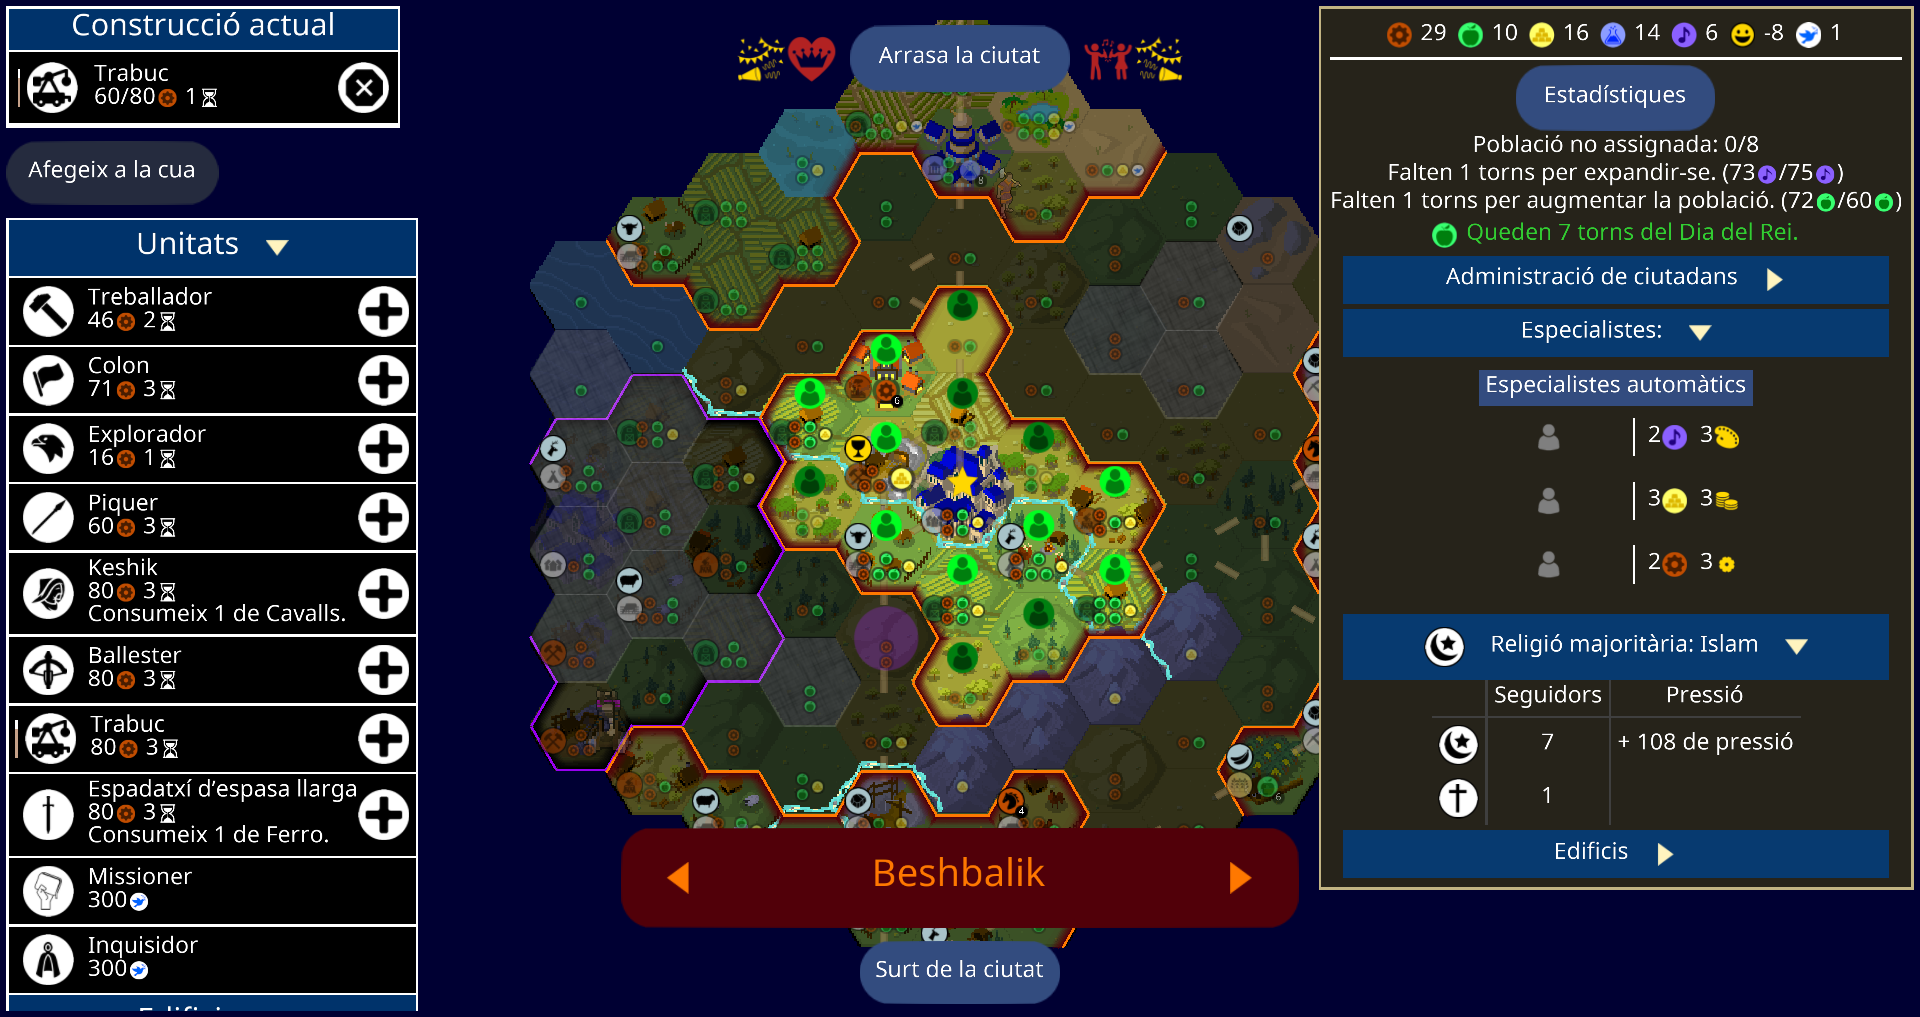 Construcció actual
Trabuc
60/80 1
Afegeix a la cua
Unitats
Treballador
46 2
Colon
71 3
Explorador
16 1
Piquer
60 3
Keshik
80 3
Consumeix 1 de Cavalls.
Ballester
80 3
Trabuc
80 3
Espadatxí d’espasa llarga
80 3
Consumeix 1 de Ferro.
Missioner
300
Inquisidor
300
Arrasa la ciutat
8
6
4
6
Beshbalik
Surt de la ciutat
29 10 16 14 6 -8 1
Estadístiques
Població no assignada: 0/8
Falten 1 torns per expandir-se. (73/75)
Falten 1 torns per augmentar la població. (72/60)
Queden 7 torns del Dia del Rei.
Administració de ciutadans
Especialistes:
Especialistes automàtics
2 3
3 3
2 3
Religió majoritària: Islam
Seguidors Pressió
7 + 108 de pressió
1
Edificis